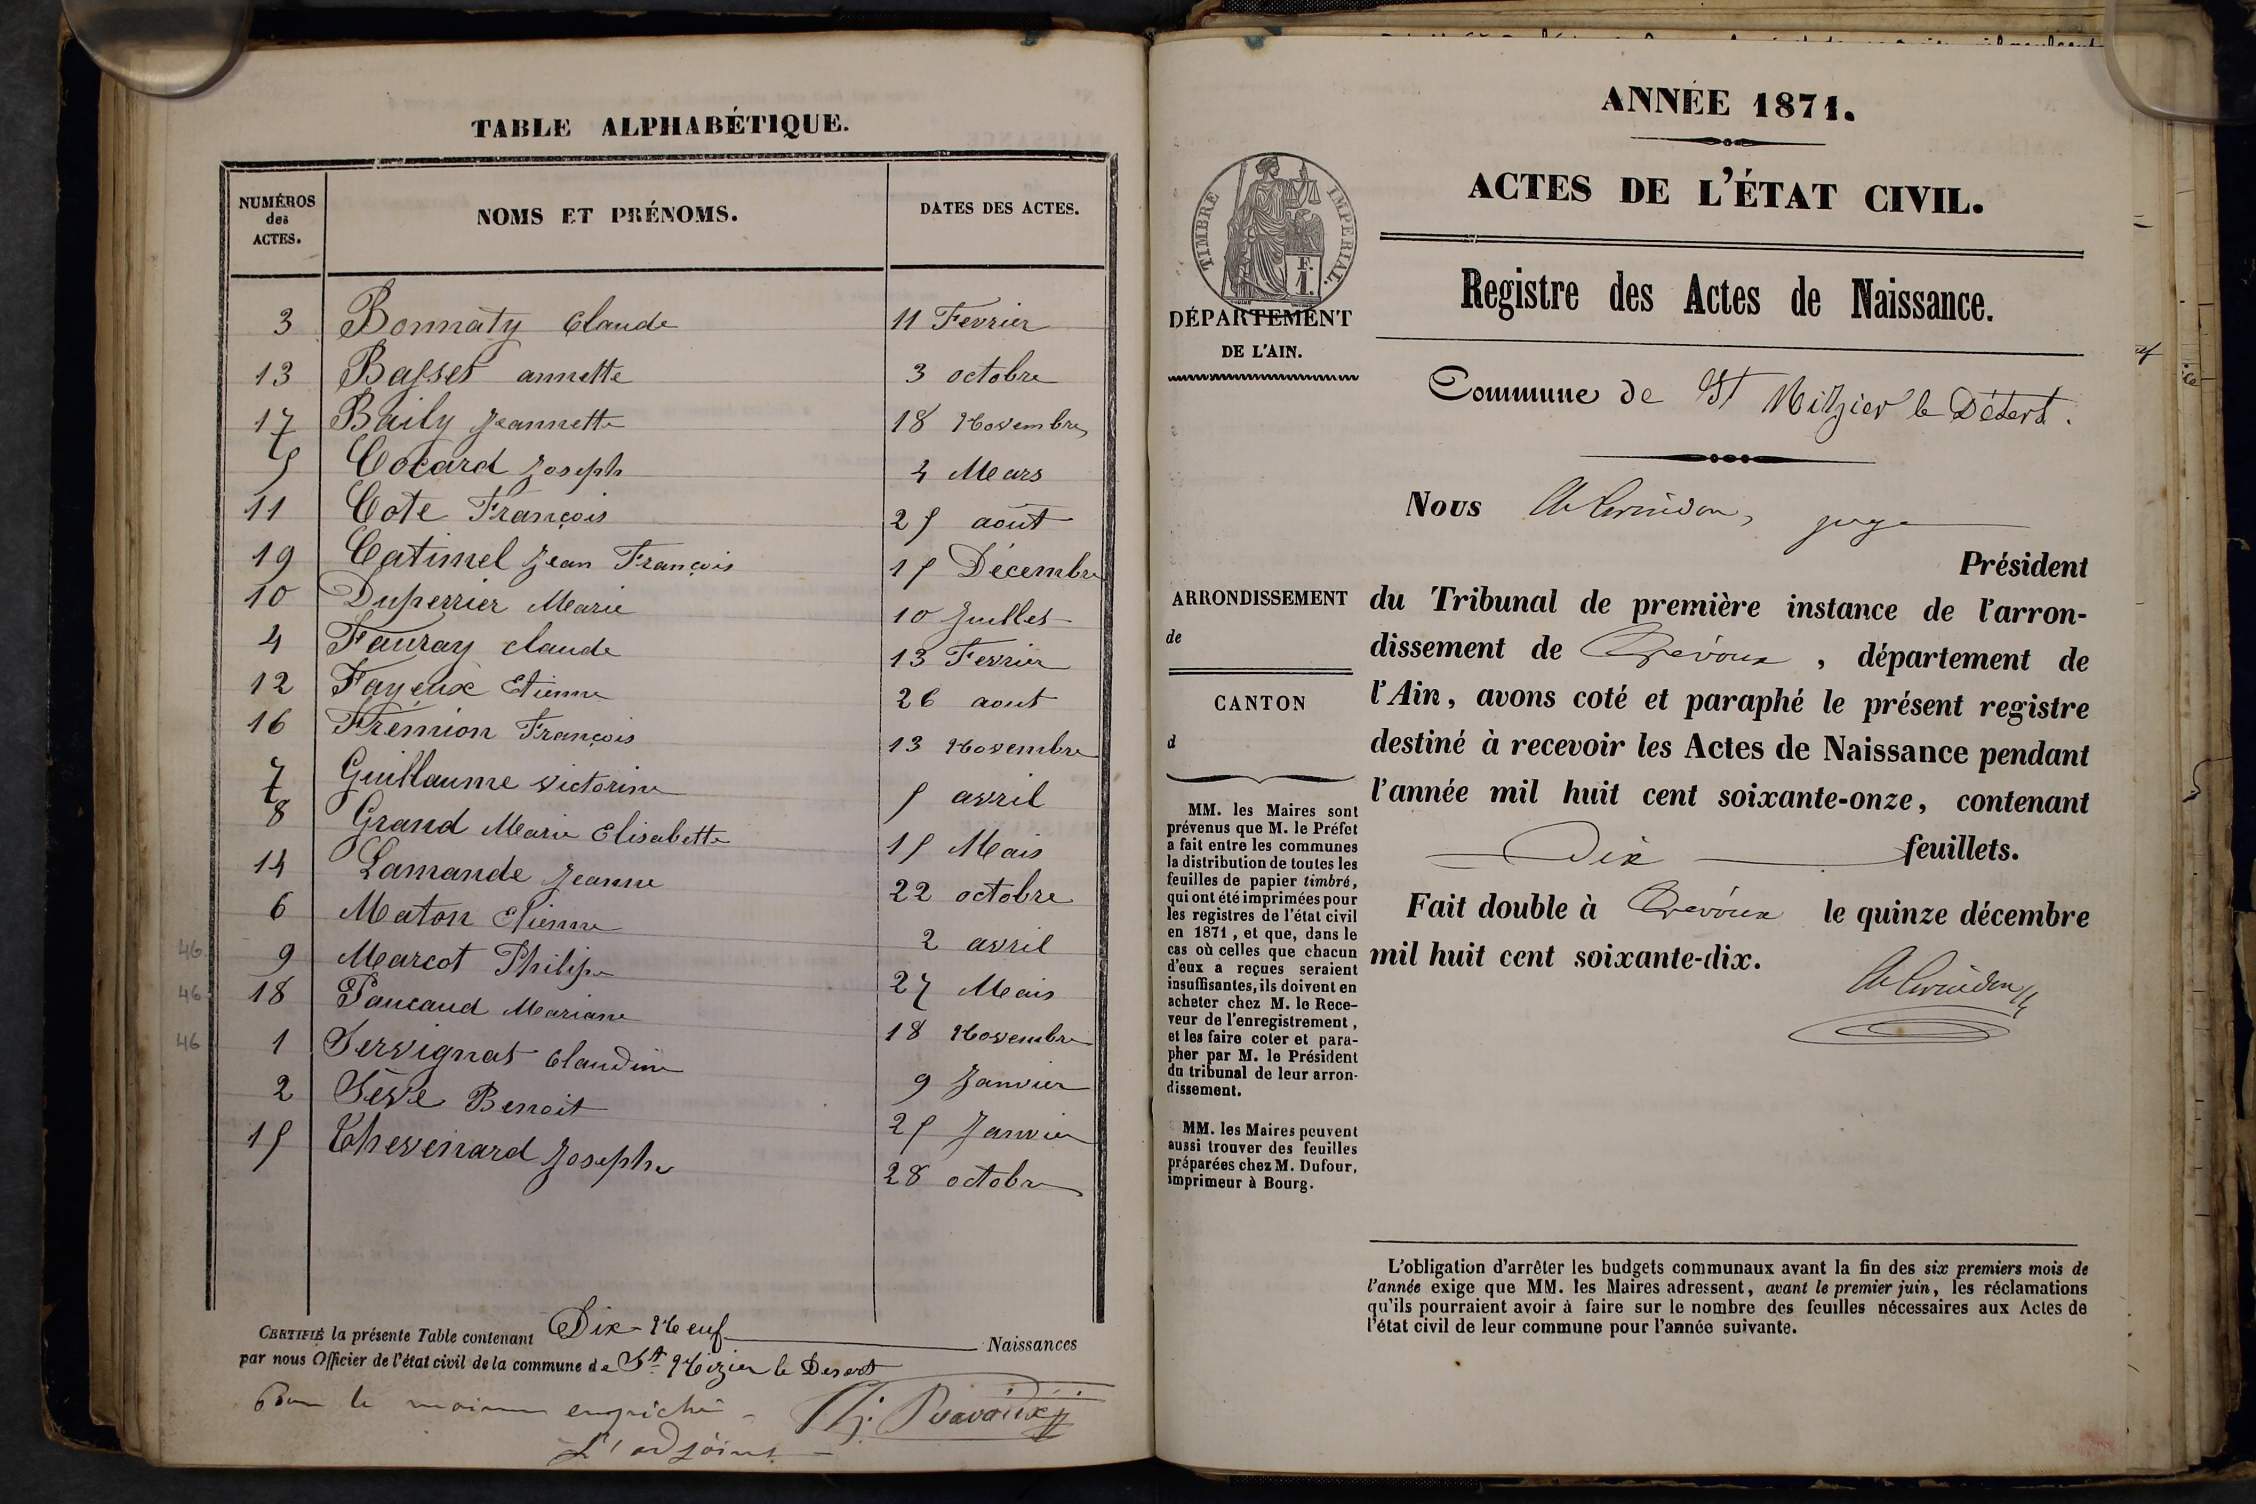 TABLE ALPHABÉTIQUE.
NUMÉROS des ACTES. NOMS ET PRÉNOMS. DATES DES ACTES.
3 Bonnaty Claude 11 Fevrier
13 Basset annette 3 octobre
17 Baily Jeannette 18 Novembre
5 Cotard Joseph 4 Mars
11 Cote François 25 août
19 Catimel Jean François 15 Décembre
10 Duperrier Marie 10 Juillet
4 Fauray claude 13 Fevrier
12 Fayeux Etienne 26 aout
16 Frémion François 13 Novembre
7 Guillaume victorine 5 avril
8 Grand Marie Elisabette 15 Mais
14 Lamande Jeanne 22 octobre
6 Maton Etienne 2 avril
46 9 Marcot Philipe 27 Mais
46 18 Paucaud Mariane 18 Novembre
46 1 Servignat Claudine 9 Janvier
2 Sève Benoit 25 Janvier
15 Thevenard Josephe 28 octobre
CERTIFIÉ la présente Table contenant Dix-Neuf Naissances
par nous Officier de l'état civil de la commune de St Nizier le Desert
Pour le maire empiché
L'adjoint
ANNÉE 1871.
ACTES DE L'ÉTAT CIVIL.
Registre des Actes de Naissance.
TIMBRE IMPERIAL.
F.
1.
DÉPARTEMENT
DE L'AIN.
Commune de St Nizier le Désert.
Nous juge
Président
du Tribunal de première instance de l'arron-
dissement de Trévoux, département de
l'Ain, avons coté et paraphé le présent registre
destiné à recevoir les Actes de Naissance pendant
l'année mil huit cent soixante-onze, contenant
Dix feuillets.
Fait double à Trévoux le quinze décembre
mil huit cent soixante-dix.
ARRONDISSEMENT
de
CANTON
d
MM. les Maires sont
prévenus que M. le Préfet
a fait entre les communes
la distribution de toutes les
feuilles de papier timbré,
qui ont été imprimées pour
les registres de l'état civil
en 1871, et que, dans le
cas où celles que chacun
d'eux a reçues seraient
insuffisantes, ils doivent en
acheter chez M. le Rece-
veur de l'enregistrement,
et les faire coter et para-
pher par M. le Président
du tribunal de leur arron-
dissement.
MM. les Maires peuvent
aussi trouver des feuilles
préparées chez M. Dufour,
imprimeur à Bourg.
L'obligation d'arrêter les budgets communaux avant la fin des six premiers mois de
l'année exige que MM. les Maires adressent, avant le premier juin, les réclamations
qu'ils pourraient avoir à faire sur le nombre des feuilles nécessaires aux Actes de
l'état civil de leur commune pour l'année suivante.